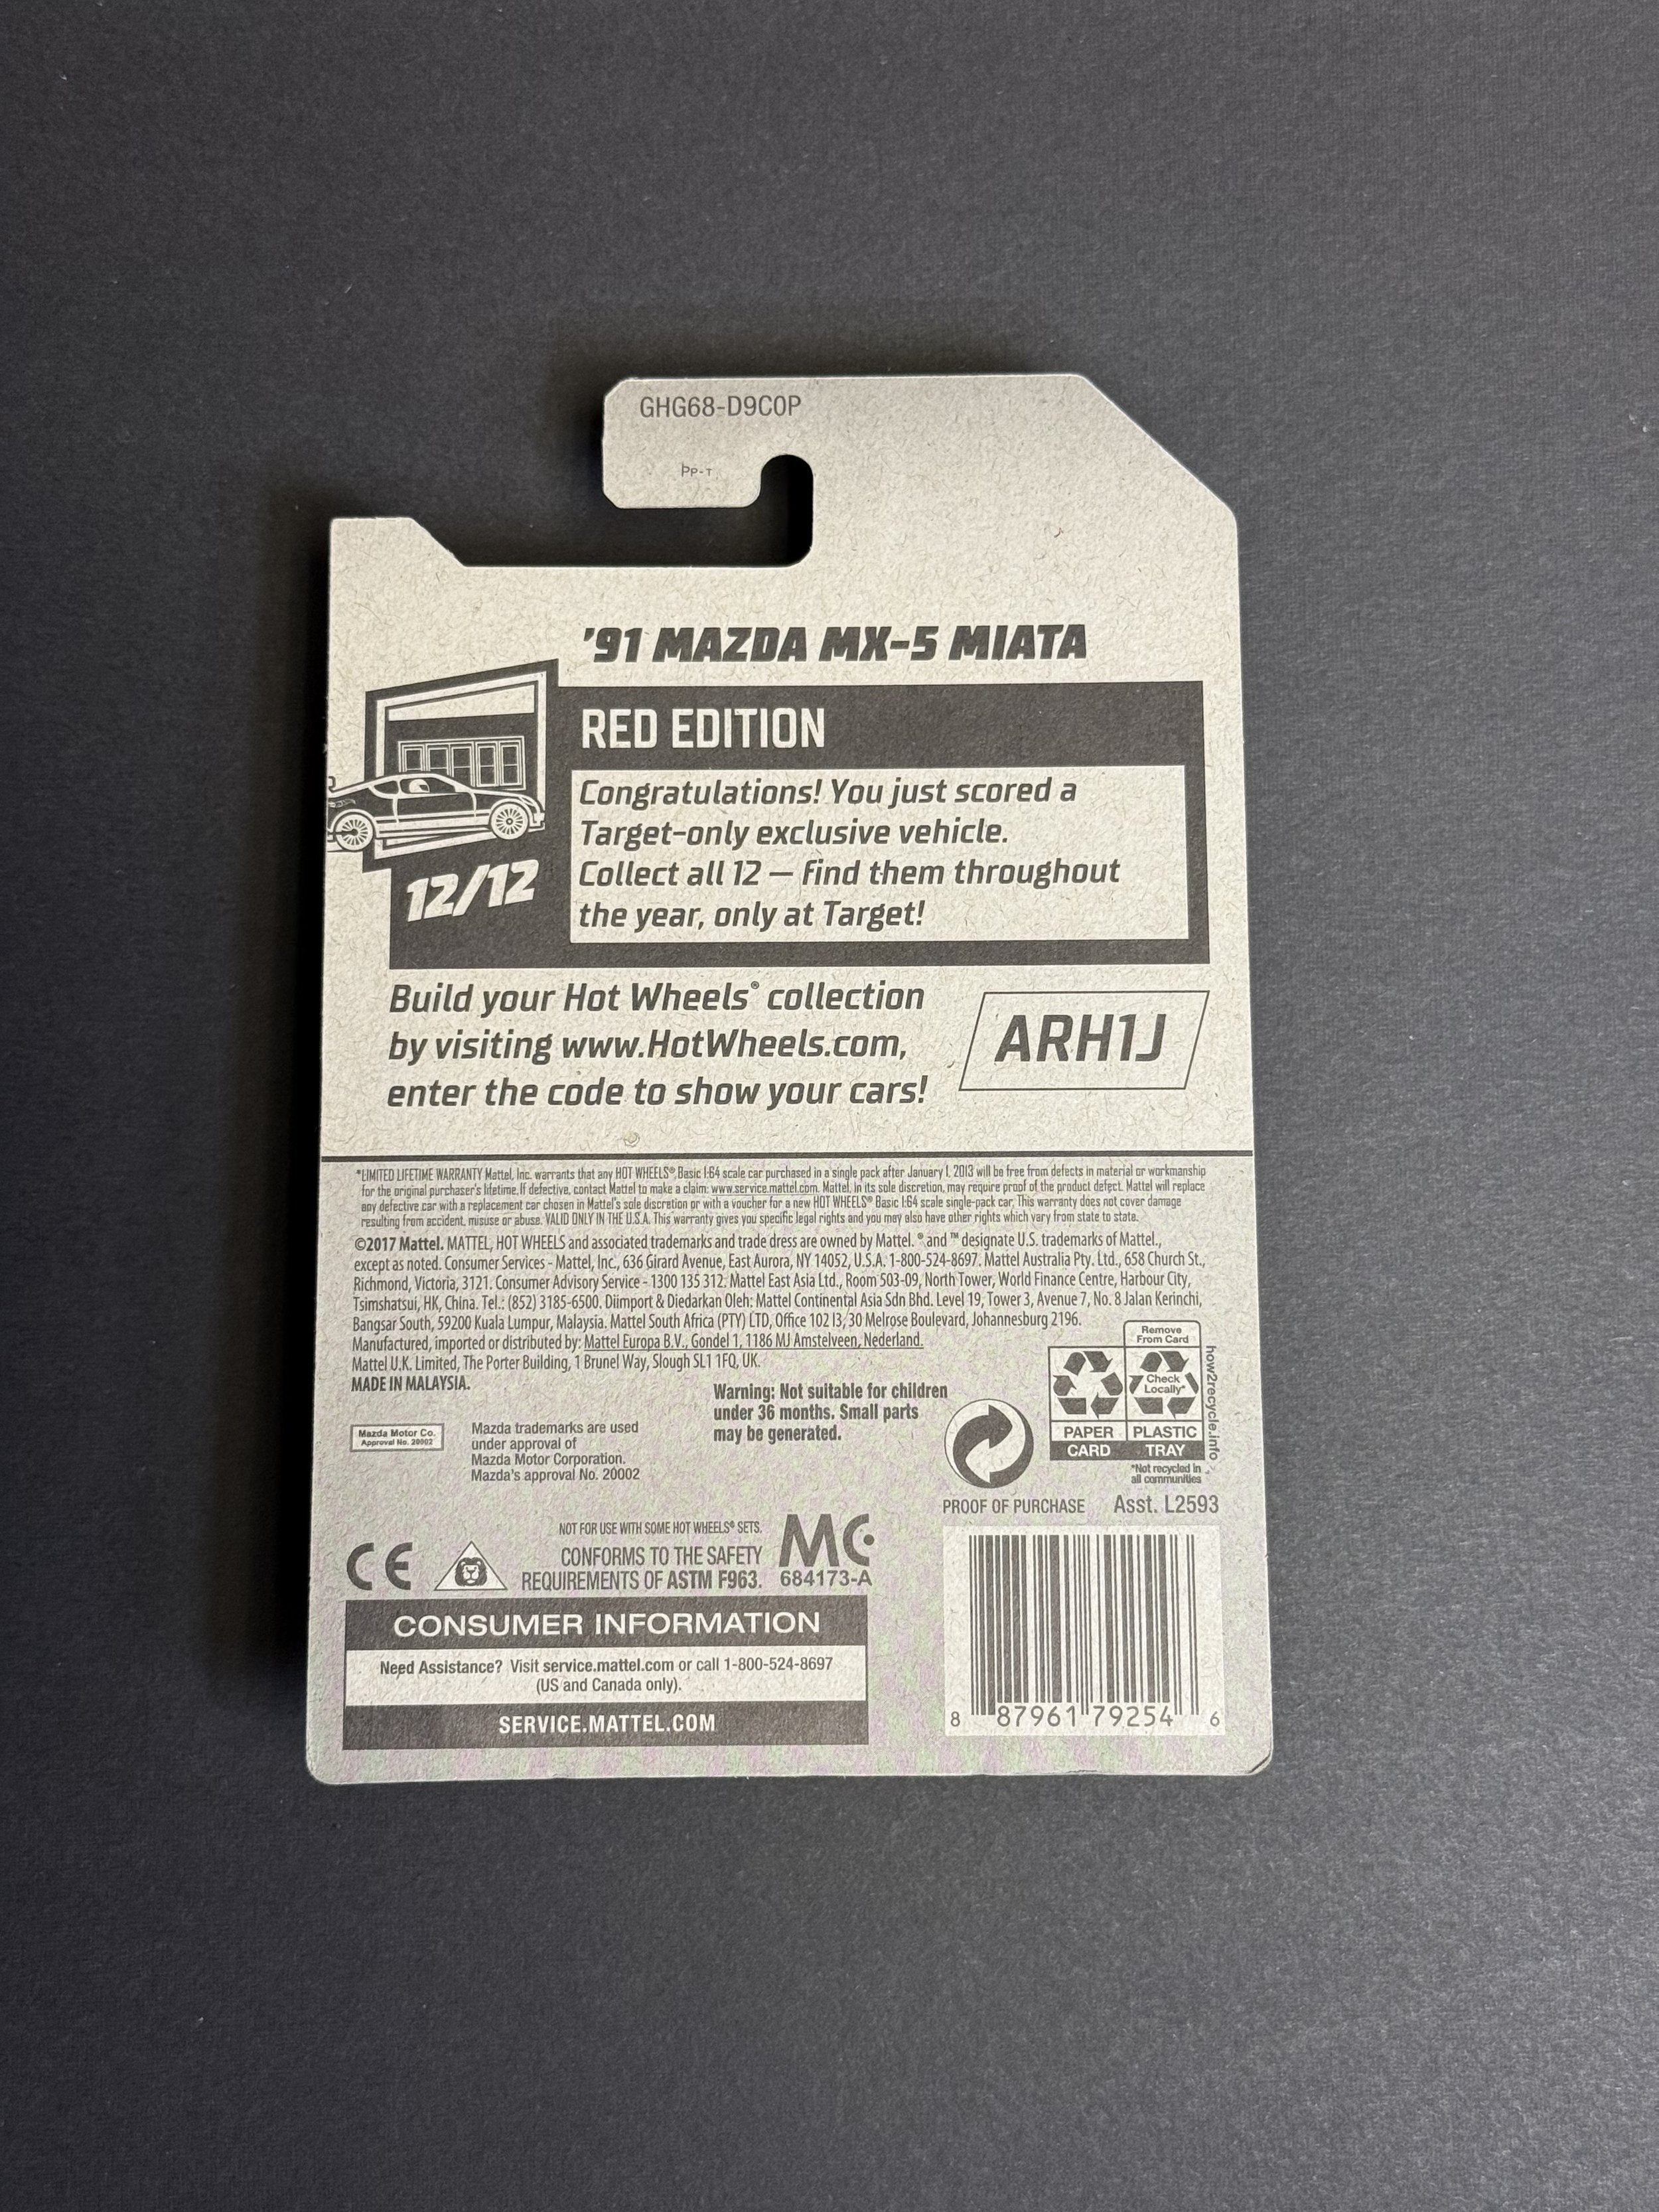 GHG68-D9C0P
PP-T
'91 MAZDA MX-5 MIATA
RED EDITION
Congratulations! You just scored a
Target-only exclusive vehicle.
Collect all 12 — find them throughout
the year, only at Target!
12/12
Build your Hot Wheels® collection
by visiting www.HotWheels.com,
enter the code to show your cars!
ARH1J
*LIMITED LIFETIME WARRANTY Mattel, Inc. warrants that any HOT WHEELS® Basic 1:64 scale car purchased in a single pack after January 1, 2013 will be free from defects in material or workmanship
for the original purchaser's lifetime. If defective, contact Mattel to make a claim: www.service.mattel.com. Mattel, in its sole discretion, may require proof of the product defect. Mattel will replace
any defective car with a replacement car chosen in Mattel's sole discretion or with a voucher for a new HOT WHEELS® Basic 1:64 scale single-pack car. This warranty does not cover damage
resulting from accident, misuse or abuse. VALID ONLY IN THE U.S.A. This warranty gives you specific legal rights and you may also have other rights which vary from state to state.
©2017 Mattel. MATTEL, HOT WHEELS and associated trademarks and trade dress are owned by Mattel. ® and ™ designate U.S. trademarks of Mattel.,
except as noted. Consumer Services - Mattel, Inc., 636 Girard Avenue, East Aurora, NY 14052, U.S.A. 1-800-524-8697. Mattel Australia Pty. Ltd., 658 Church St.,
Richmond, Victoria, 3121. Consumer Advisory Service - 1300 135 312. Mattel East Asia Ltd., Room 503-09, North Tower, World Finance Centre, Harbour City,
Tsimshatsui, HK, China. Tel.: (852) 3185-6500. Diimport & Diedarkan Oleh: Mattel Continental Asia Sdn Bhd. Level 19, Tower 3, Avenue 7, No. 8 Jalan Kerinchi,
Bangsar South, 59200 Kuala Lumpur, Malaysia. Mattel South Africa (PTY) LTD, Office 102 I3, 30 Melrose Boulevard, Johannesburg 2196.
Manufactured, imported or distributed by: Mattel Europa B.V., Gondel 1, 1186 MJ Amstelveen, Nederland.
Mattel U.K. Limited, The Porter Building, 1 Brunel Way, Slough SL1 1FQ, UK.
MADE IN MALAYSIA.
Warning: Not suitable for children
under 36 months. Small parts
may be generated.
Mazda Motor Co.
Approval No. 20002
Mazda trademarks are used
under approval of
Mazda Motor Corporation.
Mazda's approval No. 20002
Remove
From Card
Check
Locally*
PAPER PLASTIC
CARD TRAY
how2recycle.info
*Not recycled in
all communities
PROOF OF PURCHASE Asst. L2593
NOT FOR USE WITH SOME HOT WHEELS® SETS.
CE
CONFORMS TO THE SAFETY
REQUIREMENTS OF ASTM F963.
MC
684173-A
CONSUMER INFORMATION
Need Assistance? Visit service.mattel.com or call 1-800-524-8697
(US and Canada only).
SERVICE.MATTEL.COM
8 87961 79254 6